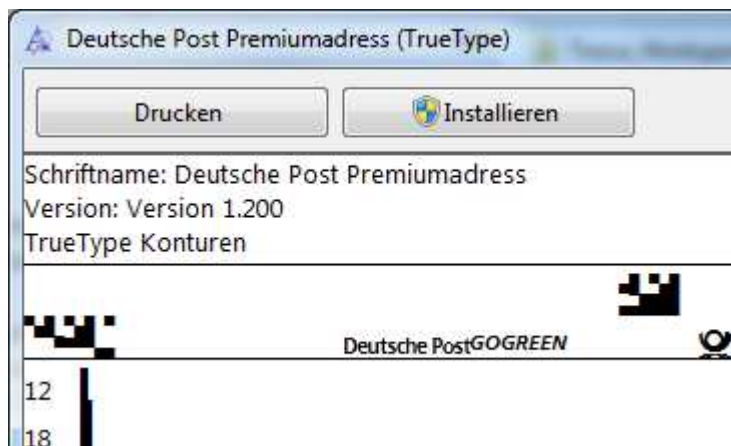 Deutsche Post Premiumadress (TrueType)
Drucken
Installieren
Schriftname: Deutsche Post Premiumadress
Version: Version 1.200
TrueType Konturen
Deutsche PostGOGREEN
12
18